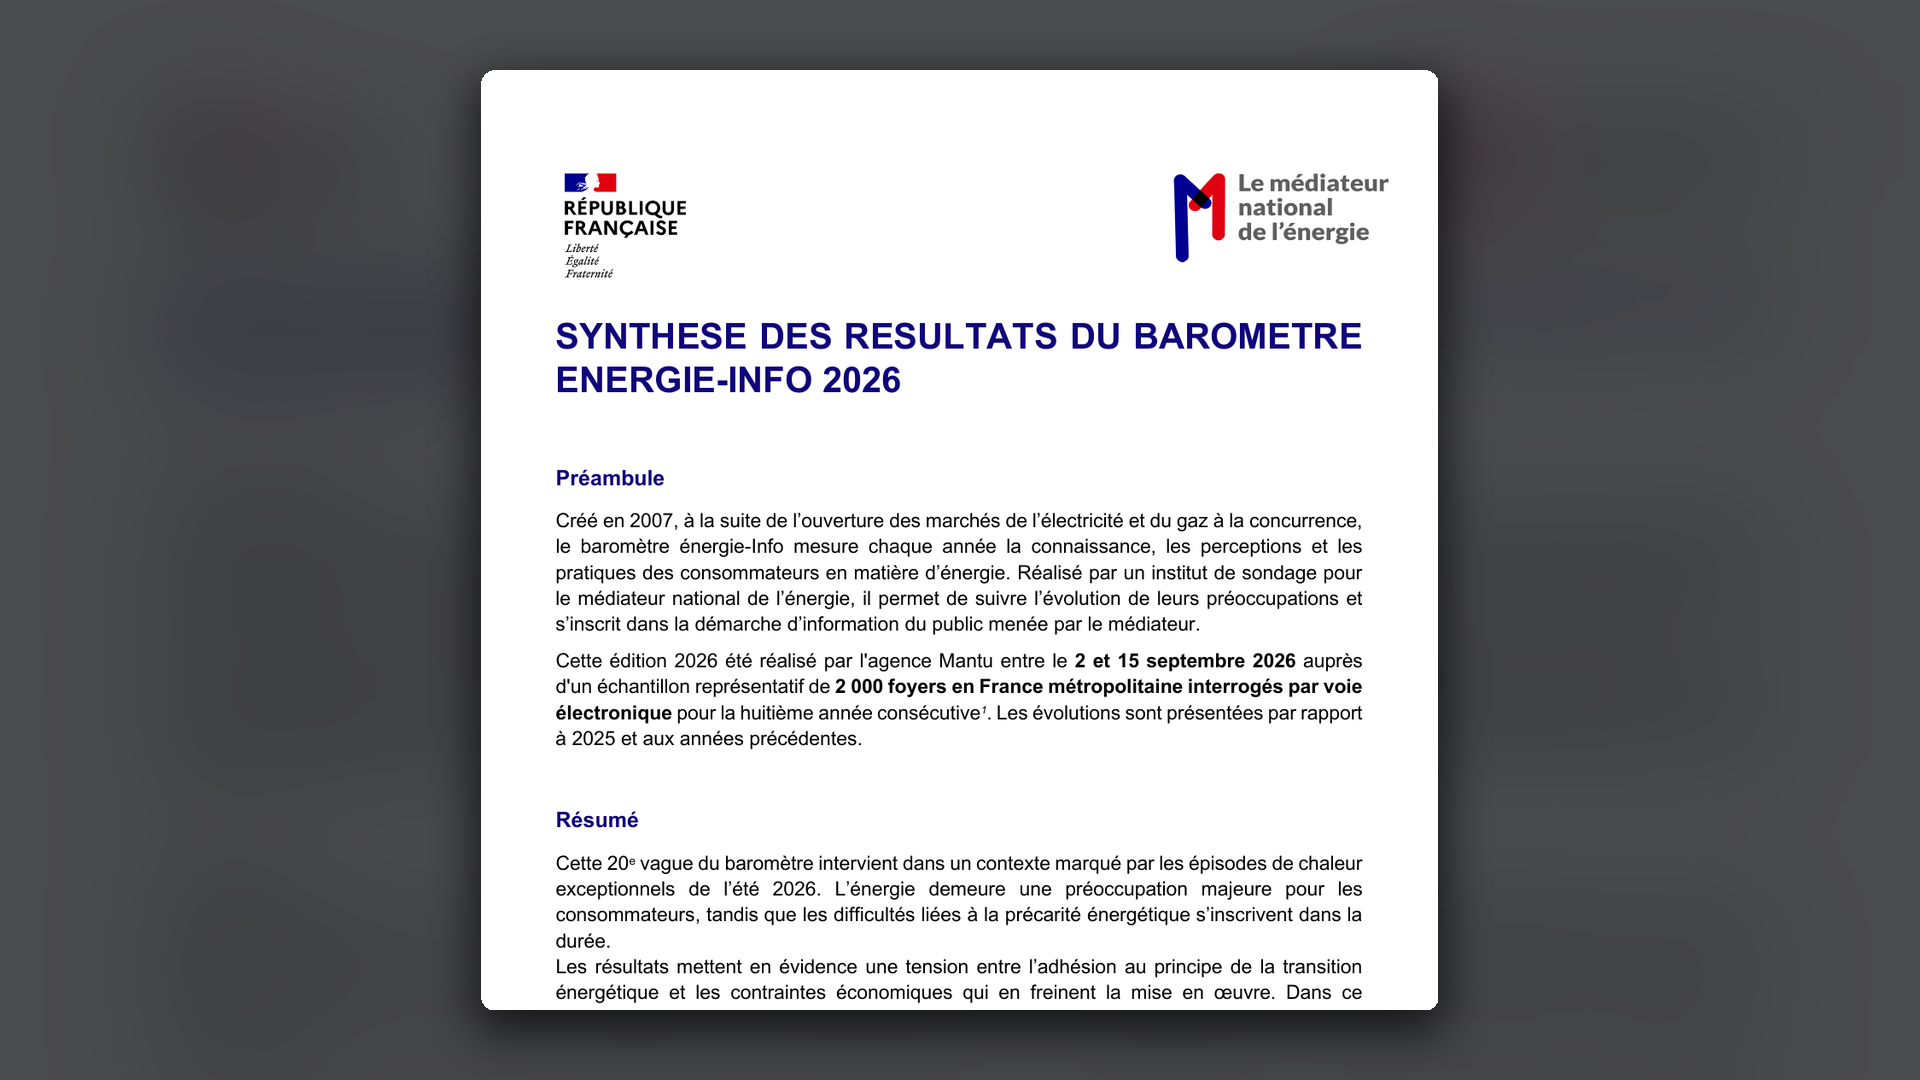 RÉPUBLIQUE
FRANÇAISE
Liberté
Égalité
Fraternité
Le médiateur
national
de l’énergie
SYNTHESE DES RESULTATS DU BAROMETRE
ENERGIE-INFO 2026
Préambule
Créé en 2007, à la suite de l’ouverture des marchés de l’électricité et du gaz à la concurrence,
le baromètre énergie-Info mesure chaque année la connaissance, les perceptions et les
pratiques des consommateurs en matière d’énergie. Réalisé par un institut de sondage pour
le médiateur national de l’énergie, il permet de suivre l’évolution de leurs préoccupations et
s’inscrit dans la démarche d’information du public menée par le médiateur.
Cette édition 2026 été réalisé par l'agence Mantu entre le 2 et 15 septembre 2026 auprès
d'un échantillon représentatif de 2 000 foyers en France métropolitaine interrogés par voie
électronique pour la huitième année consécutive¹. Les évolutions sont présentées par rapport
à 2025 et aux années précédentes.
Résumé
Cette 20ᵉ vague du baromètre intervient dans un contexte marqué par les épisodes de chaleur
exceptionnels de l’été 2026. L’énergie demeure une préoccupation majeure pour les
consommateurs, tandis que les difficultés liées à la précarité énergétique s’inscrivent dans la
durée.
Les résultats mettent en évidence une tension entre l’adhésion au principe de la transition
énergétique et les contraintes économiques qui en freinent la mise en œuvre. Dans ce